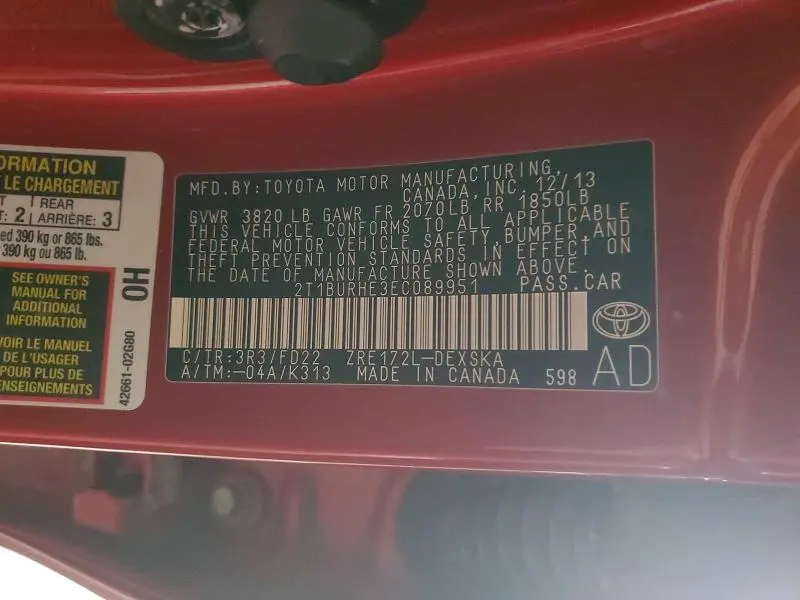 ORMATION
LE CHARGEMENT
REAR
2 ARRIÈRE: 3
ed 390 kg or 865 lbs.
390 kg ou 865 lb.
SEE OWNER'S
MANUAL FOR
ADDITIONAL
INFORMATION
OIR LE MANUEL
DE L'USAGER
POUR PLUS DE
ENSEIGNEMENTS
OH
42661-02G80
MFD.BY:TOYOTA MOTOR MANUFACTURING,
CANADA,INC.12/13
GVWR 3820 LB GAWR FR 2070LB,RR 1850LB
THIS VEHICLE CONFORMS TO ALL APPLICABLE
FEDERAL MOTOR VEHICLE SAFETY,BUMPER,AND
THEFT PREVENTION STANDARDS IN EFFECT ON
THE DATE OF MANUFACTURE SHOWN ABOVE.
2T1BURHE3EC089951 PASS.CAR
C/TR:3R3/FD22 ZRE172L-DEXSKA
A/TM:-04A/K313 MADE IN CANADA 598
AD